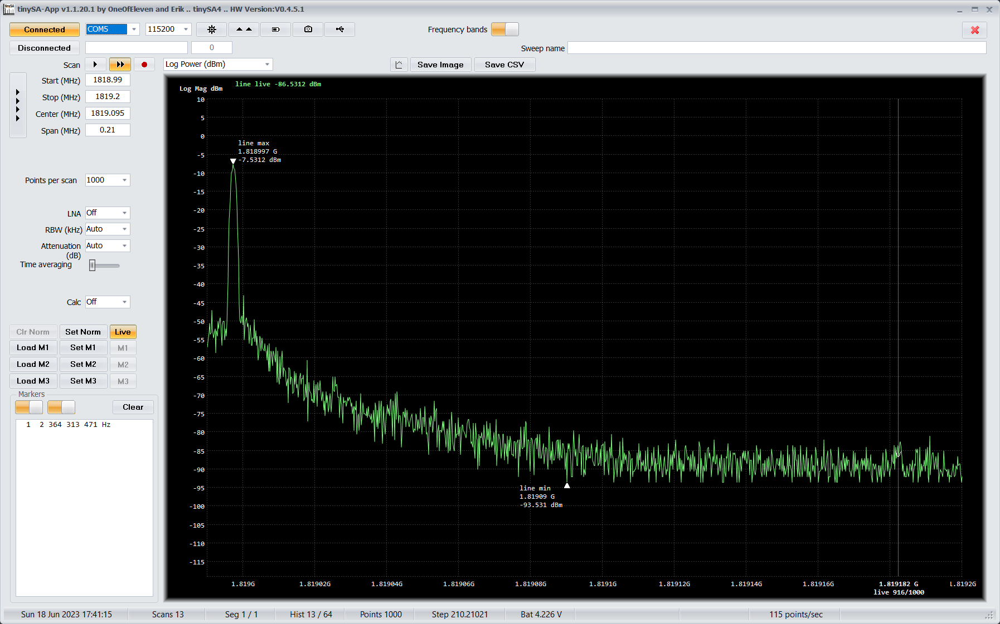 tinySA-App v1.1.20.1 by OneOfEleven and Erik .. tinySA4 .. HW Version:V0.4.5.1
Connected COM5 115200 Frequency bands
Disconnected 0 Sweep name
Scan Log Power (dBm) Save Image Save CSV
Start (MHz) 1818.99
Stop (MHz) 1819.2
Center (MHz) 1819.095
Span (MHz) 0.21
Points per scan 1000
LNA Off
RBW (kHz) Auto
Attenuation (dB) Auto
Time averaging
Calc Off
Clr Norm Set Norm Live
Load M1 Set M1 M1
Load M2 Set M2 M2
Load M3 Set M3 M3
Markers
Clear
1 2 364 313 471 Hz
Log Mag dBm
line live -86.5312 dBm
10
5
0
-5
-10
-15
-20
-25
-30
-35
-40
-45
-50
-55
-60
-65
-70
-75
-80
-85
-90
-95
-100
-105
-110
-115
line max
1.818997 G
-7.5312 dBm
line min
1.81909 G
-93.531 dBm
1.819G 1.81902G 1.81904G 1.81906G 1.81908G 1.8191G 1.81912G 1.81914G 1.81916G 1.819182 G 1.8192G
live 916/1000
Sun 18 Jun 2023 17:41:15 Scans 13 Seg 1 / 1 Hist 13 / 64 Points 1000 Step 210.21021 Bat 4.226 V 115 points/sec